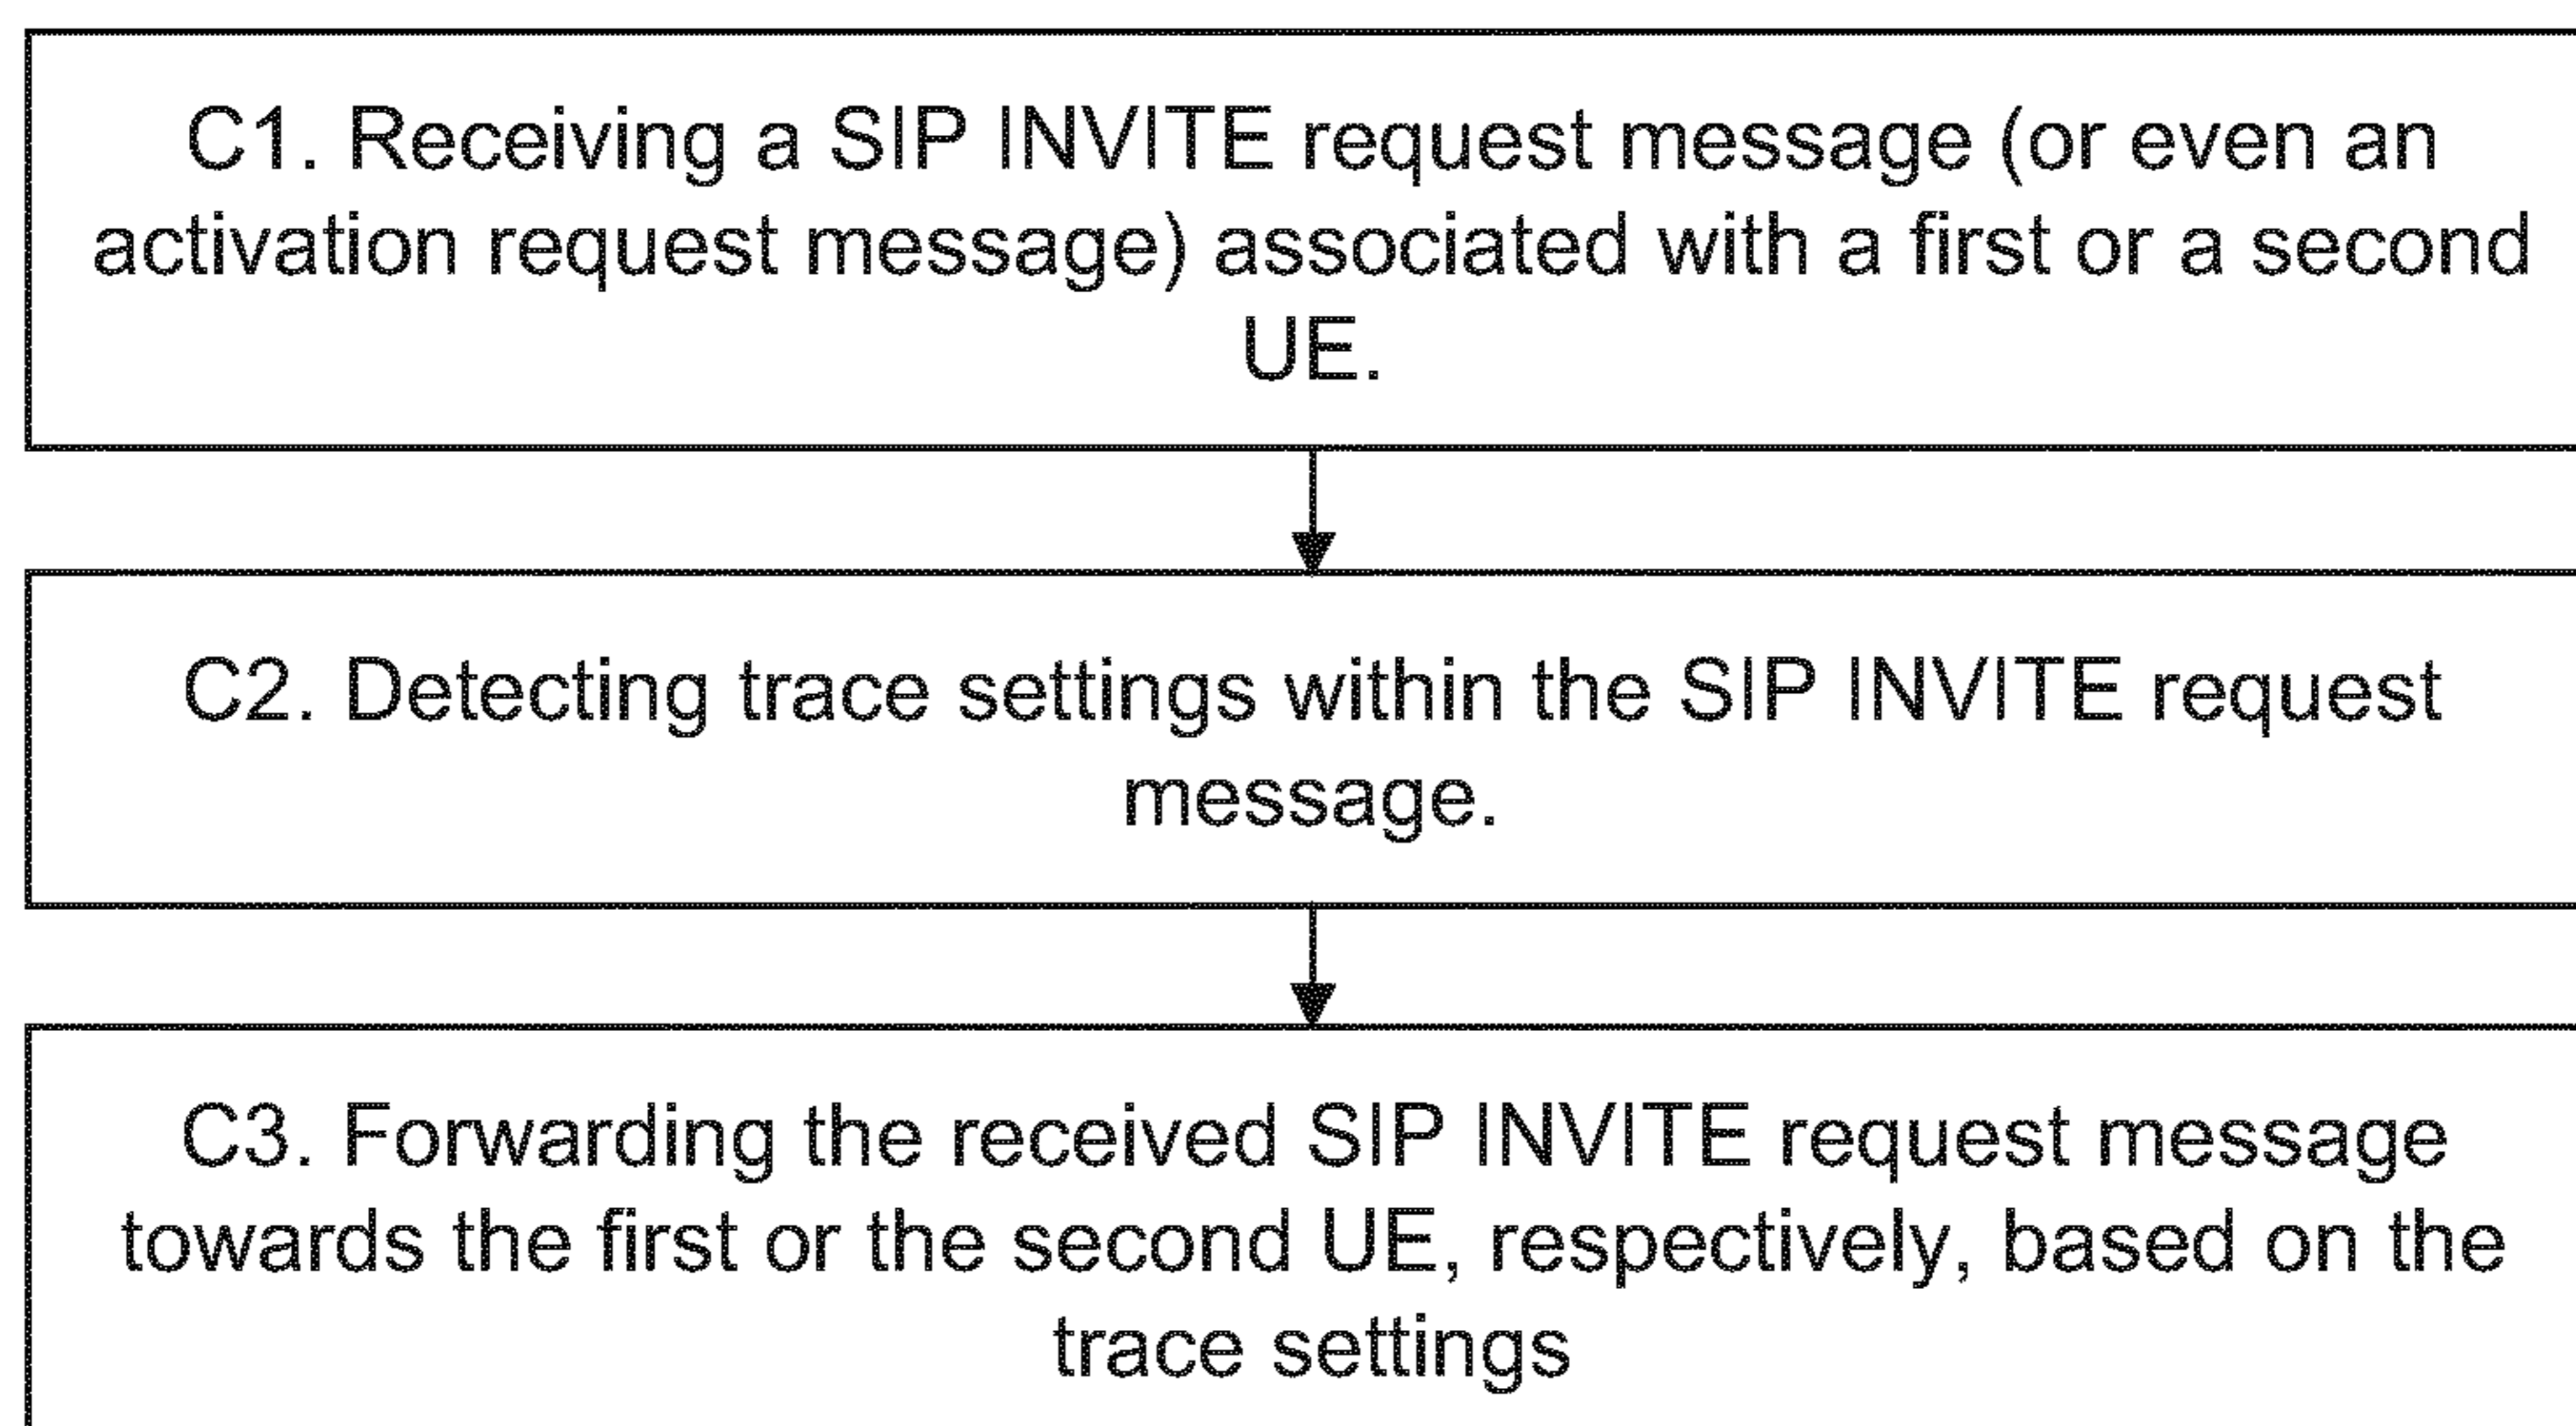 C1. Receiving a SIP INVITE request message (or even an
activation request message) associated with a first or a second
UE.
C2. Detecting trace settings within the SIP INVITE request
message.
C3. Forwarding the received SIP INVITE request message
towards the first or the second UE, respectively, based on the
trace settings